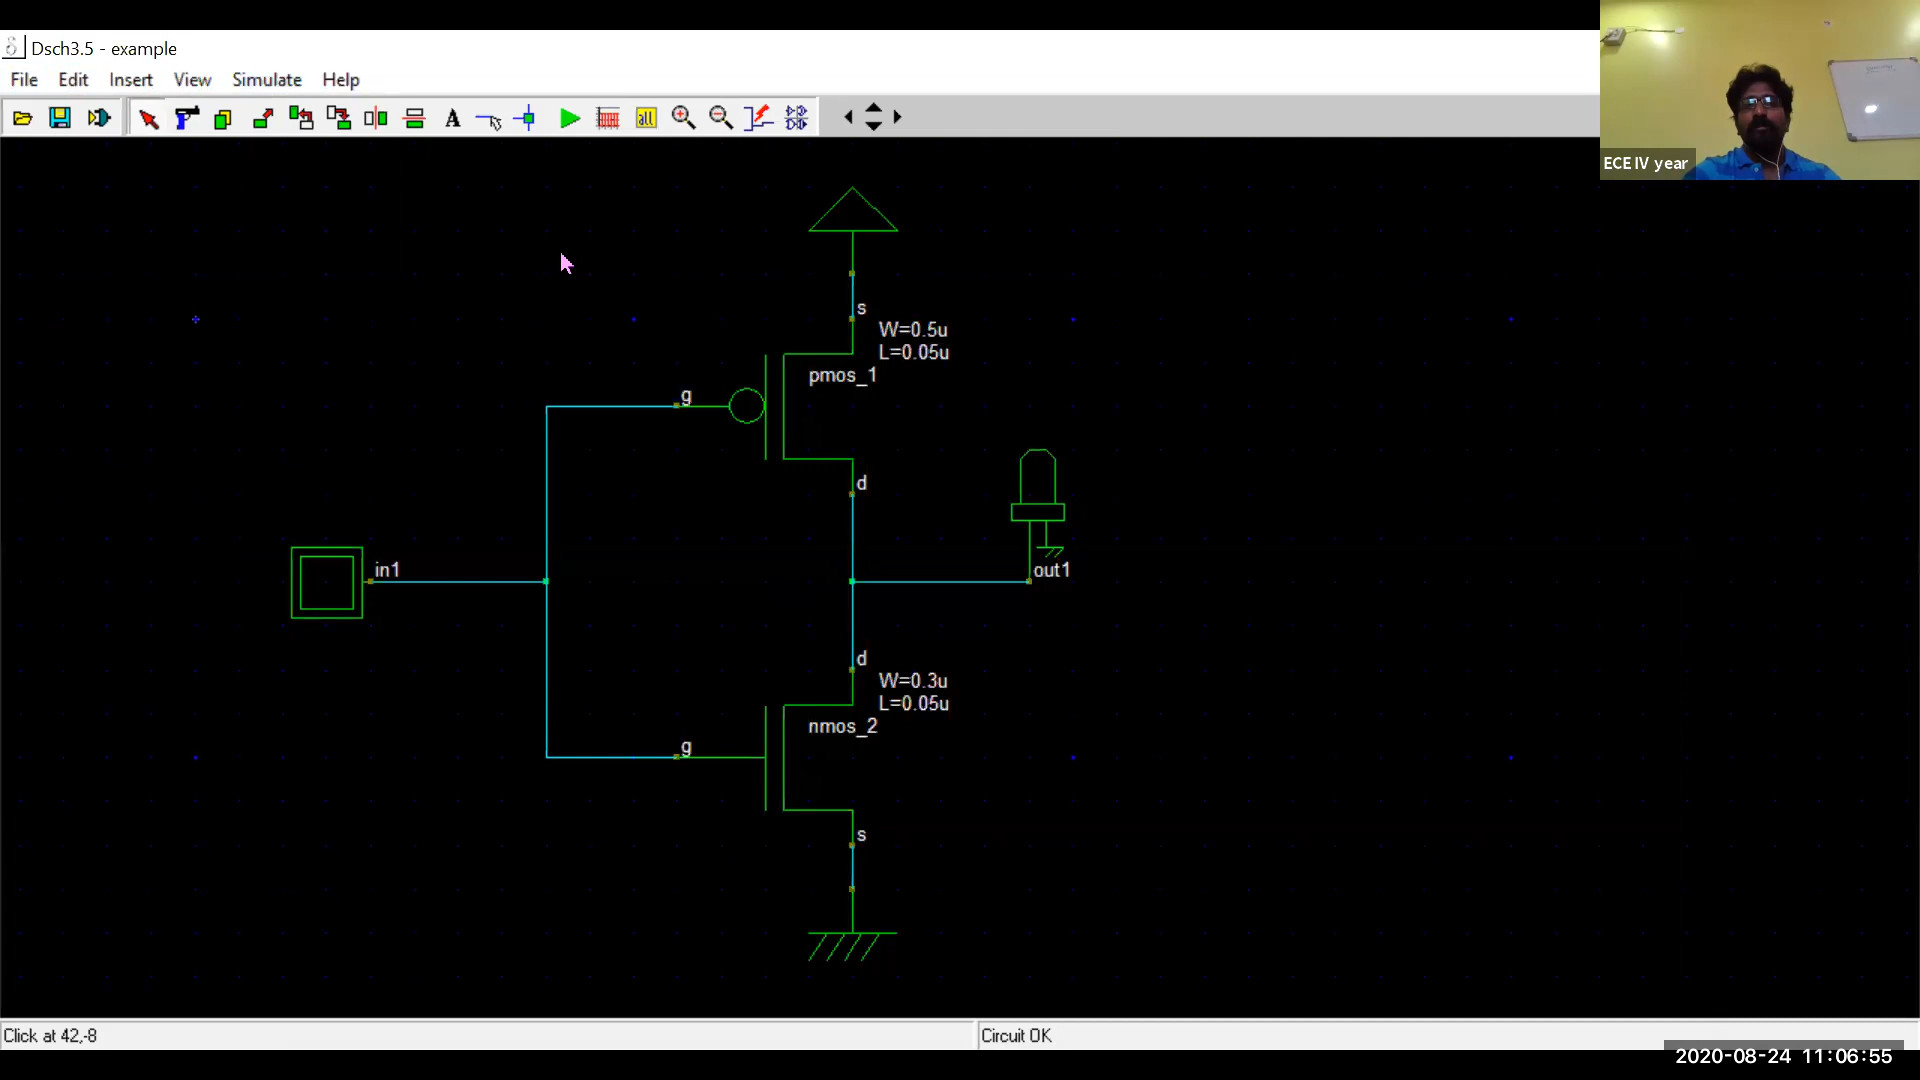 Dsch3.5 - example
File Edit Insert View Simulate Help
A
all
ECE IV year
s
W=0.5u
L=0.05u
pmos_1
g
d
in1
out1
d
W=0.3u
L=0.05u
nmos_2
g
s
Click at 42,-8
Circuit OK
2020-08-24 11:06:55